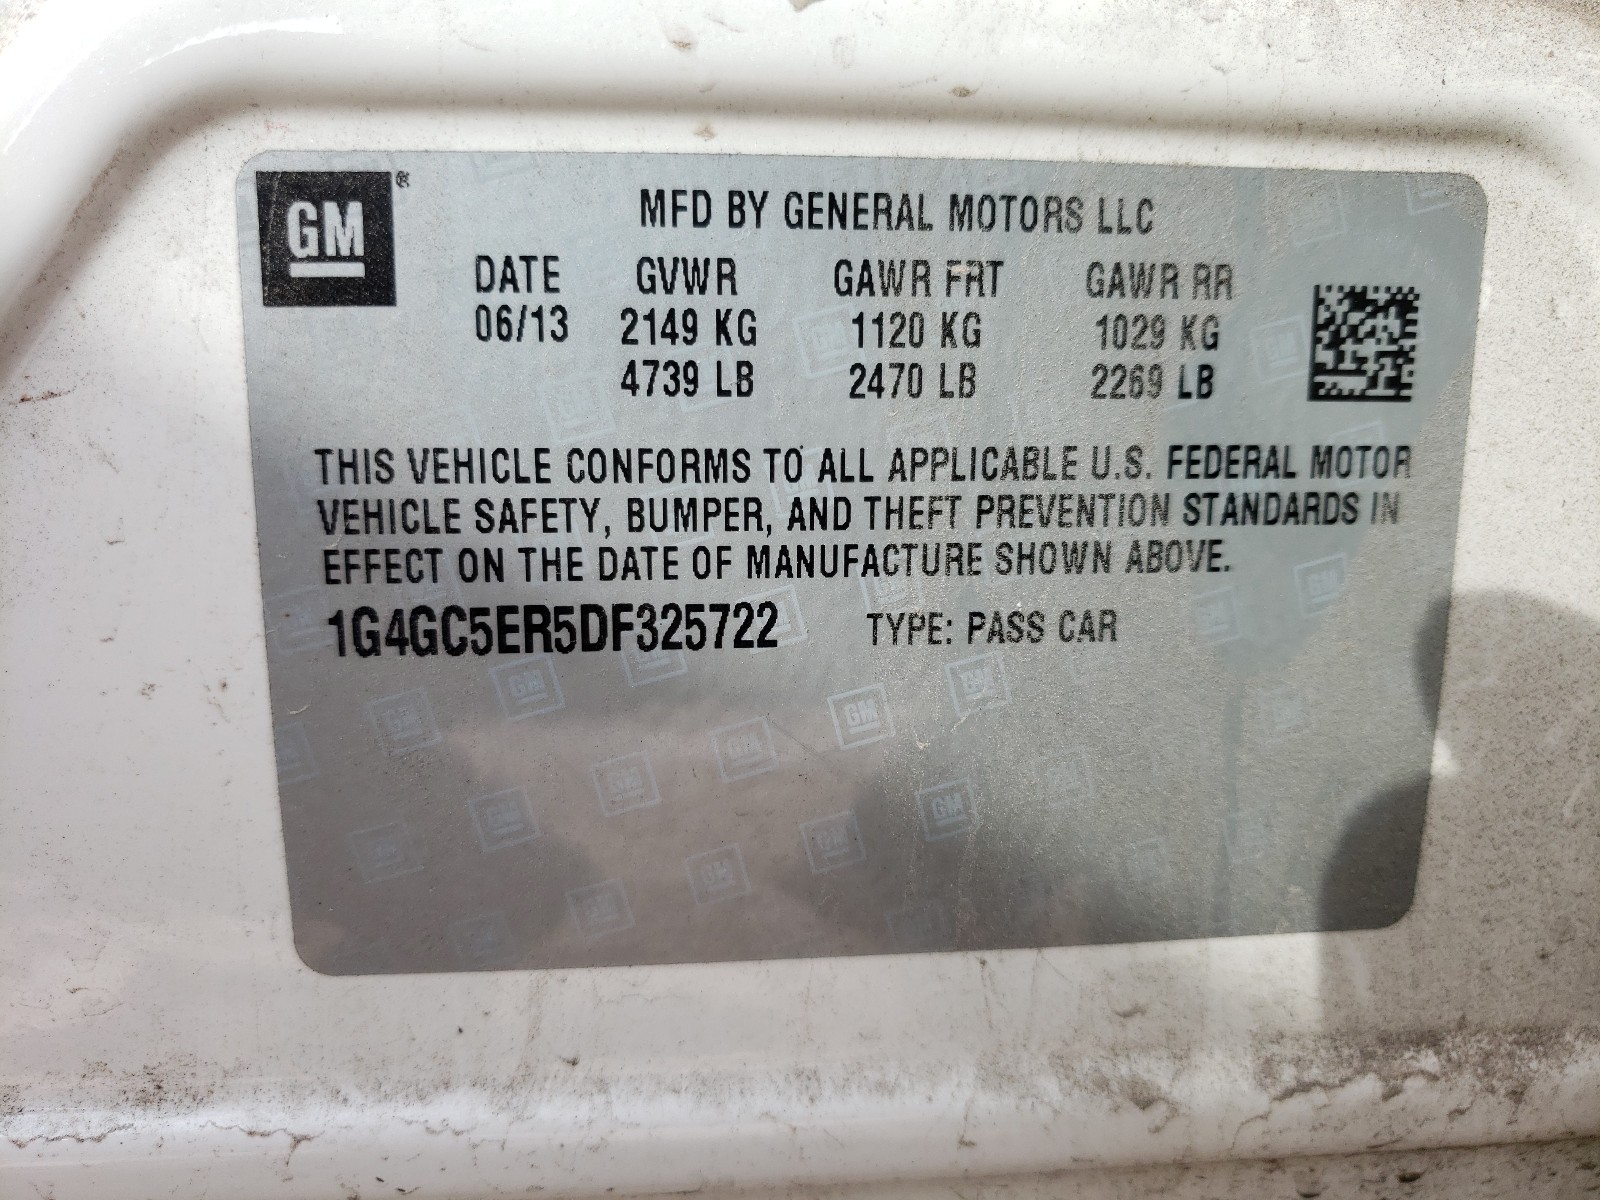 GM®
MFD BY GENERAL MOTORS LLC
DATE GVWR GAWR FRT GAWR RR
06/13 2149 KG 1120 KG 1029 KG
4739 LB 2470 LB 2269 LB
THIS VEHICLE CONFORMS TO ALL APPLICABLE U.S. FEDERAL MOTOR
VEHICLE SAFETY, BUMPER, AND THEFT PREVENTION STANDARDS IN
EFFECT ON THE DATE OF MANUFACTURE SHOWN ABOVE.
1G4GC5ER5DF325722 TYPE: PASS CAR